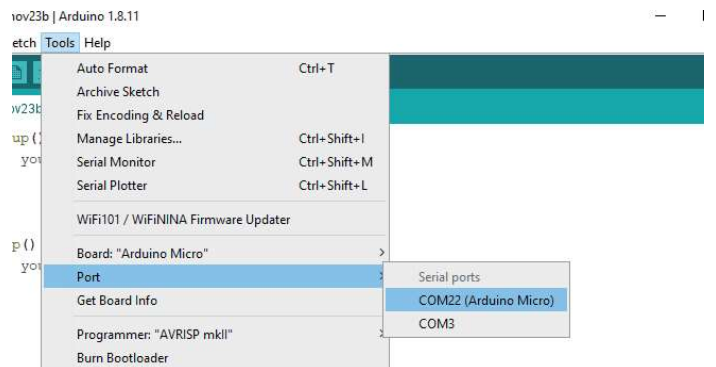 nov23b | Arduino 1.8.11
etch Tools Help
Auto Format Ctrl+T
Archive Sketch
ov23b
Fix Encoding & Reload
up() Manage Libraries... Ctrl+Shift+I
you Serial Monitor Ctrl+Shift+M
Serial Plotter Ctrl+Shift+L
WiFi101 / WiFiNINA Firmware Updater
p() Board: "Arduino Micro" >
you Port > Serial ports
Get Board Info COM22 (Arduino Micro)
COM3
Programmer: "AVRISP mkII" >
Burn Bootloader